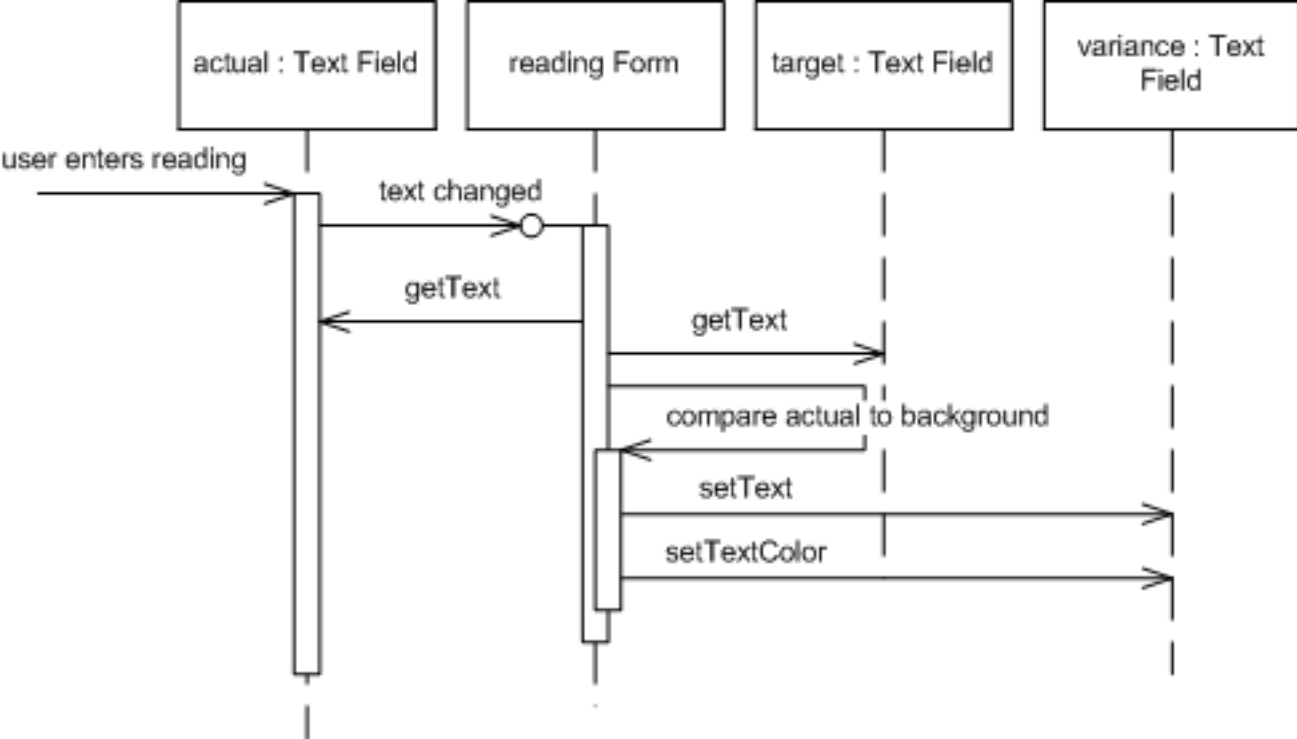 actual : Text Field
reading Form
target : Text Field
variance : Text
Field
user enters reading
text changed
getText
getText
compare actual to background
setText
setTextColor